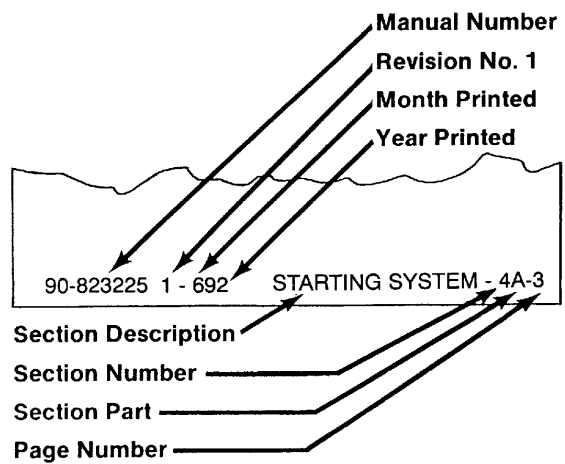 Manual Number
Revision No. 1
Month Printed
Year Printed
90-823225 1 - 692 STARTING SYSTEM - 4A-3
Section Description
Section Number
Section Part
Page Number